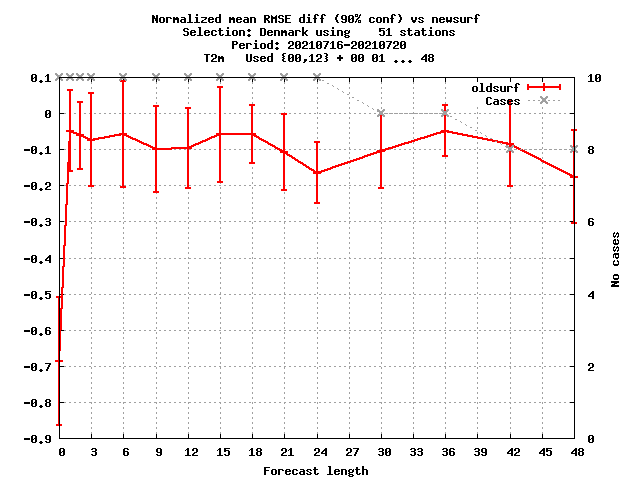 Normalized mean RMSE diff (90% conf) vs newsurf
Selection: Denmark using    51 stations
Period: 20210716-20210720
T2m   Used {00,12} + 00 01 ... 48
oldsurf
Cases
0.1
0
-0.1
-0.2
-0.3
-0.4
-0.5
-0.6
-0.7
-0.8
-0.9
10
8
6
4
2
0
No cases
0 3 6 9 12 15 18 21 24 27 30 33 36 39 42 45 48
Forecast length